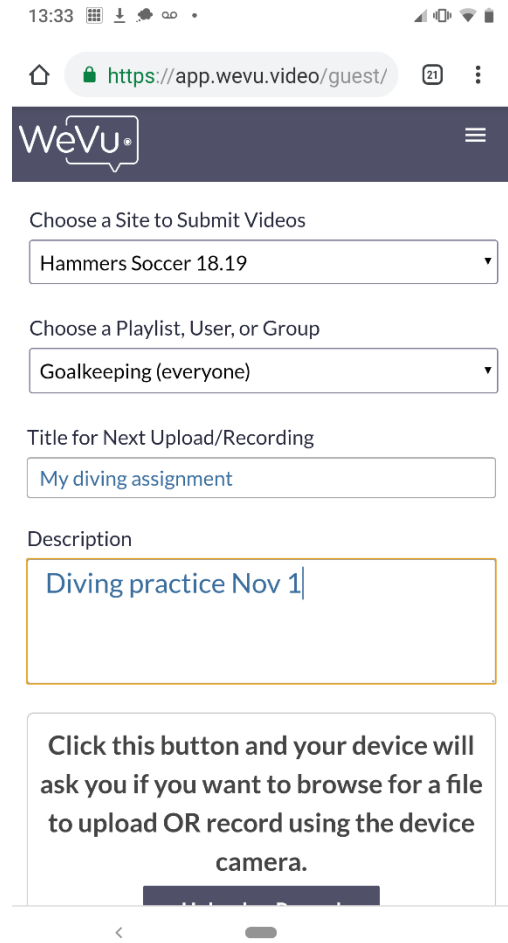 13:33
https://app.wevu.video/guest/
21
WeVu
Choose a Site to Submit Videos
Hammers Soccer 18.19
Choose a Playlist, User, or Group
Goalkeeping (everyone)
Title for Next Upload/Recording
My diving assignment
Description
Diving practice Nov 1
Click this button and your device will
ask you if you want to browse for a file
to upload OR record using the device
camera.